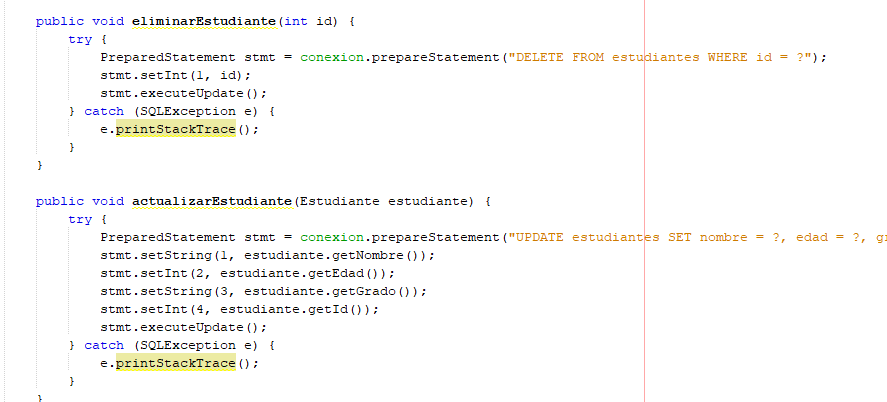 public void eliminarEstudiante(int id) {
try {
PreparedStatement stmt = conexion.prepareStatement("DELETE FROM estudiantes WHERE id = ?");
stmt.setInt(1, id);
stmt.executeUpdate();
} catch (SQLException e) {
e.printStackTrace();
}
}
public void actualizarEstudiante(Estudiante estudiante) {
try {
PreparedStatement stmt = conexion.prepareStatement("UPDATE estudiantes SET nombre = ?, edad = ?,
stmt.setString(1, estudiante.getNombre());
stmt.setInt(2, estudiante.getEdad());
stmt.setString(3, estudiante.getGrado());
stmt.setInt(4, estudiante.getId());
stmt.executeUpdate();
} catch (SQLException e) {
e.printStackTrace();
}
}